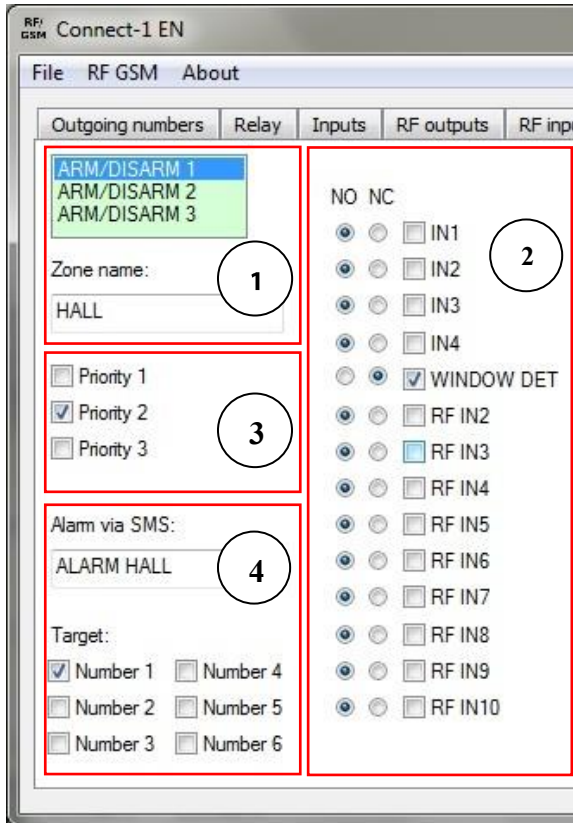 RF/
GSM Connect-1 EN
File RF GSM About
Outgoing numbers Relay Inputs RF outputs RF inpu
ARM/DISARM 1
ARM/DISARM 2
ARM/DISARM 3
Zone name:
HALL
1
Priority 1
Priority 2
Priority 3
3
Alarm via SMS:
ALARM HALL
4
Target:
Number 1 Number 4
Number 2 Number 5
Number 3 Number 6
NO NC
IN1
IN2
IN3
IN4
WINDOW DET
RF IN2
RF IN3
RF IN4
RF IN5
RF IN6
RF IN7
RF IN8
RF IN9
RF IN10
2